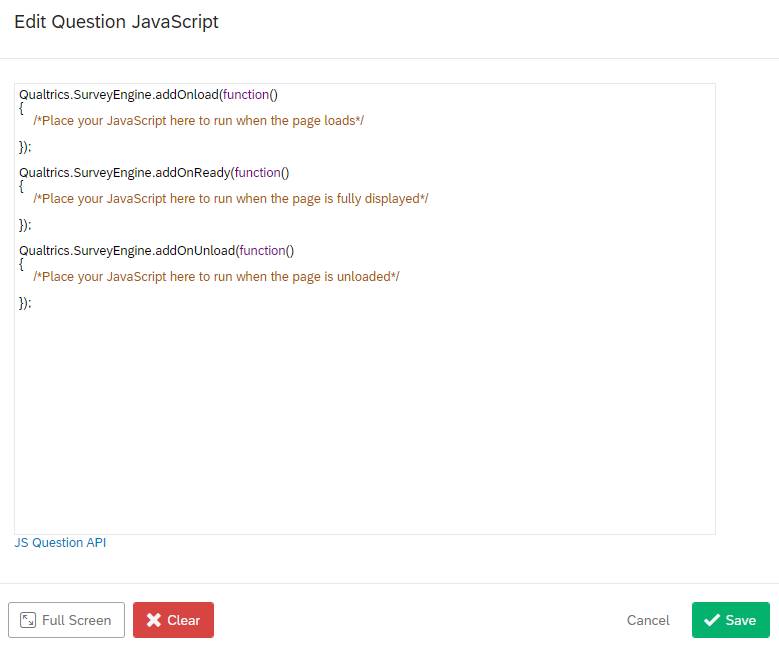 Edit Question JavaScript
Qualtrics.SurveyEngine.addOnload(function()
{
/*Place your JavaScript here to run when the page loads*/
});
Qualtrics.SurveyEngine.addOnReady(function()
{
/*Place your JavaScript here to run when the page is fully displayed*/
});
Qualtrics.SurveyEngine.addOnUnload(function()
{
/*Place your JavaScript here to run when the page is unloaded*/
});
JS Question API
Full Screen Clear Cancel Save